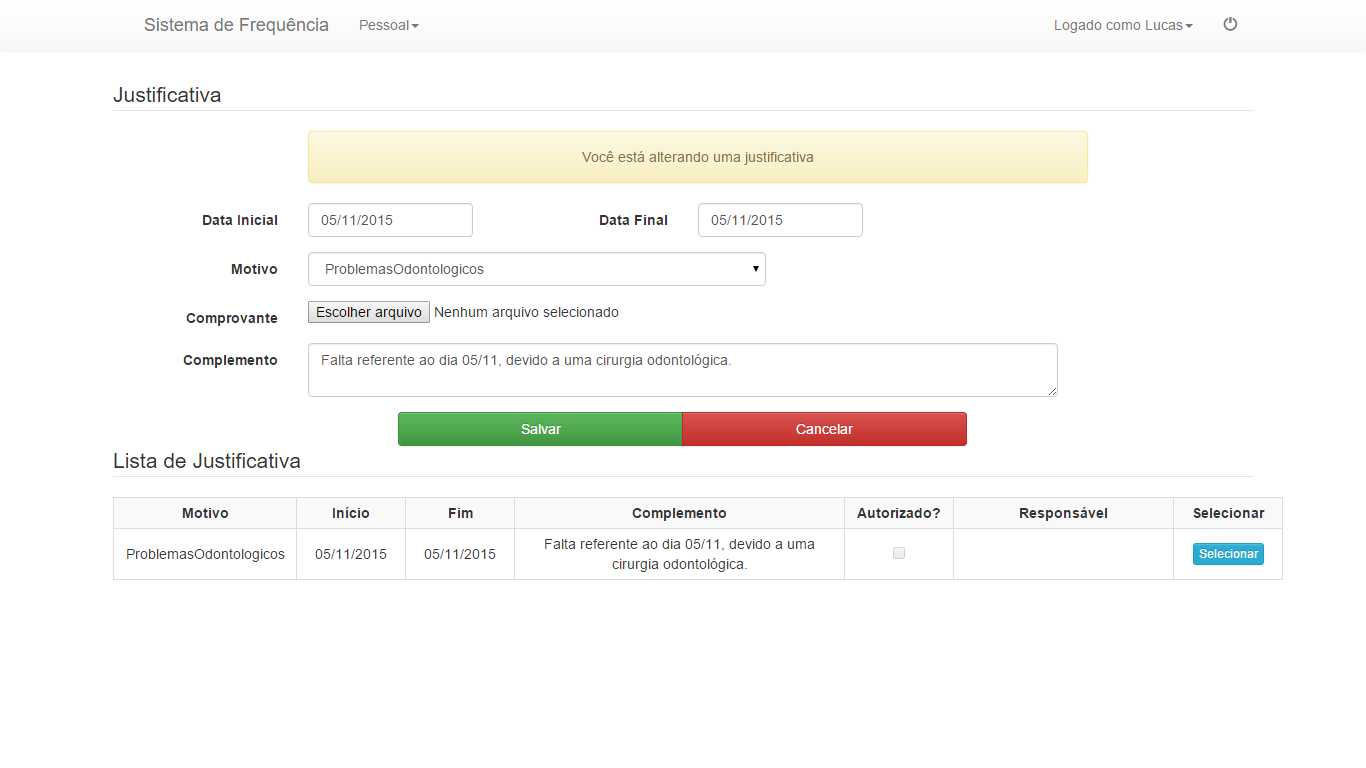 Sistema de Frequência Pessoal Logado como Lucas
Justificativa
Você está alterando uma justificativa
Data Inicial 05/11/2015 Data Final 05/11/2015
Motivo ProblemasOdontologicos
Comprovante Escolher arquivo Nenhum arquivo selecionado
Complemento Falta referente ao dia 05/11, devido a uma cirurgia odontológica.
Salvar Cancelar
Lista de Justificativa
Motivo Início Fim Complemento Autorizado? Responsável Selecionar
ProblemasOdontologicos 05/11/2015 05/11/2015 Falta referente ao dia 05/11, devido a uma
cirurgia odontológica. Selecionar